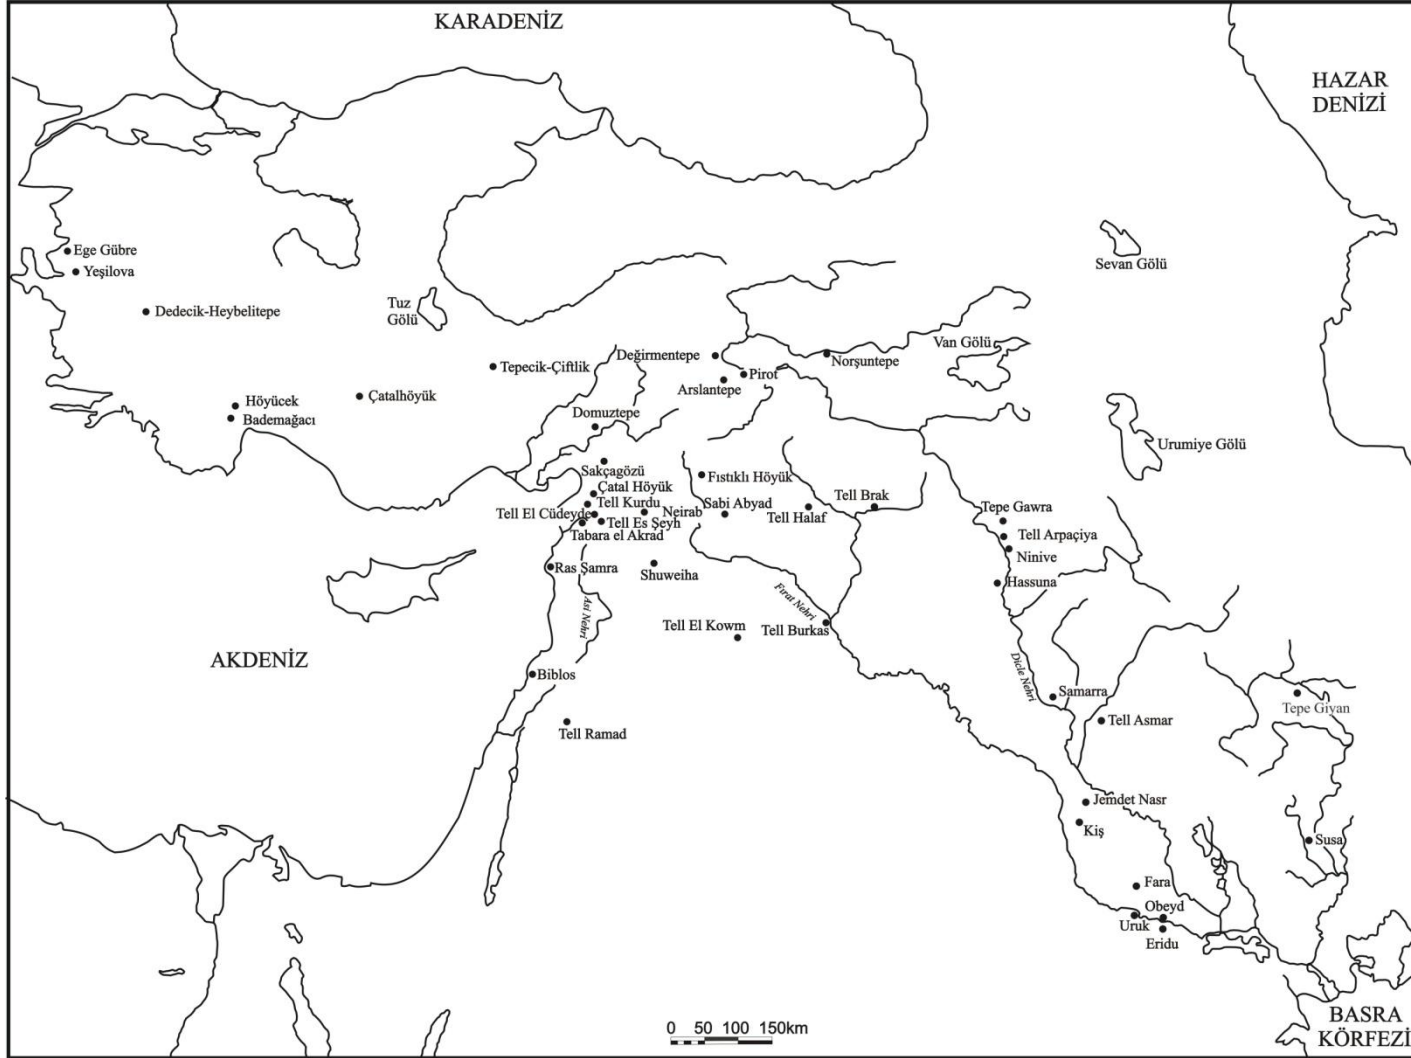 KARADENİZ
HAZAR
DENİZİ
Ege Gübre
Yeşilova
Sevan Gölü
Dedecik-Heybelitepe
Tuz
Gölü
Van Gölü
Değirmentepe
Norşuntepe
Tepecik-Çiftlik
Pirot
Arslantepe
Çatalhöyük
Höyücek
Bademağacı
Domuztepe
Urumiye Gölü
Sakçagözü
Fıstıklı Höyük
Çatal Höyük
Tell Kurdu
Sabi Abyad
Tell Brak
Tell El Cüdeyde
Neirab
Tell Halaf
Tepe Gawra
Tell Es Şeyh
Tabara el Akrad
Tell Arpaçiya
Ninive
Ras Şamra
Shuweiha
Hassuna
Fırat Nehri
Asi Nehri
Tell El Kowm
Tell Burkas
AKDENİZ
Dicle Nehri
Biblos
Samarra
Tepe Giyan
Tell Ramad
Tell Asmar
Jemdet Nasr
Kiş
Susa
Fara
Obeyd
Uruk
Eridu
BASRA
KÖRFEZİ
0 50 100 150km